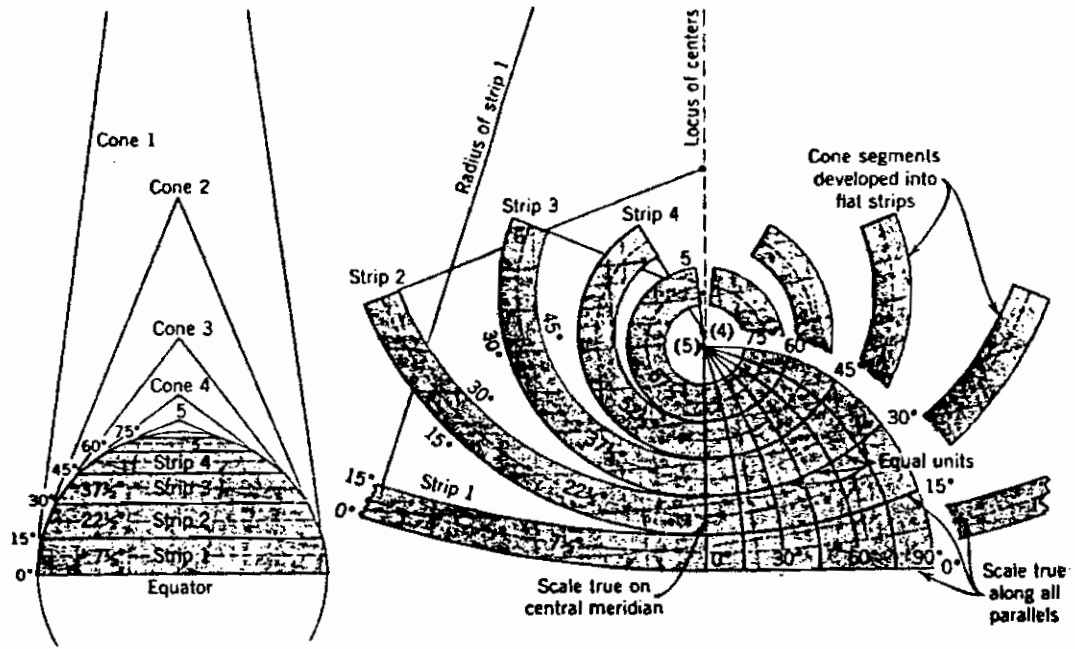 Cone 1
Cone 2
Cone 3
Cone 4
5
75°
60°
45°
30°
15°
0°
Strip 4
37½° Strip 3
22½° Strip 2
7½° Strip 1
Equator
Radius of strip 1
Locus of centers
Cone segments
developed into
flat strips
Strip 3
Strip 4
Strip 2
5
45°
30°
30°
15°
(4)
(5)
75°
60
45
30°
15°
0°
Equal units
15°
0°
Strip 1
22½°
7½°
0
30°
60°
90°
Scale true on
central meridian
Scale true
along all
parallels